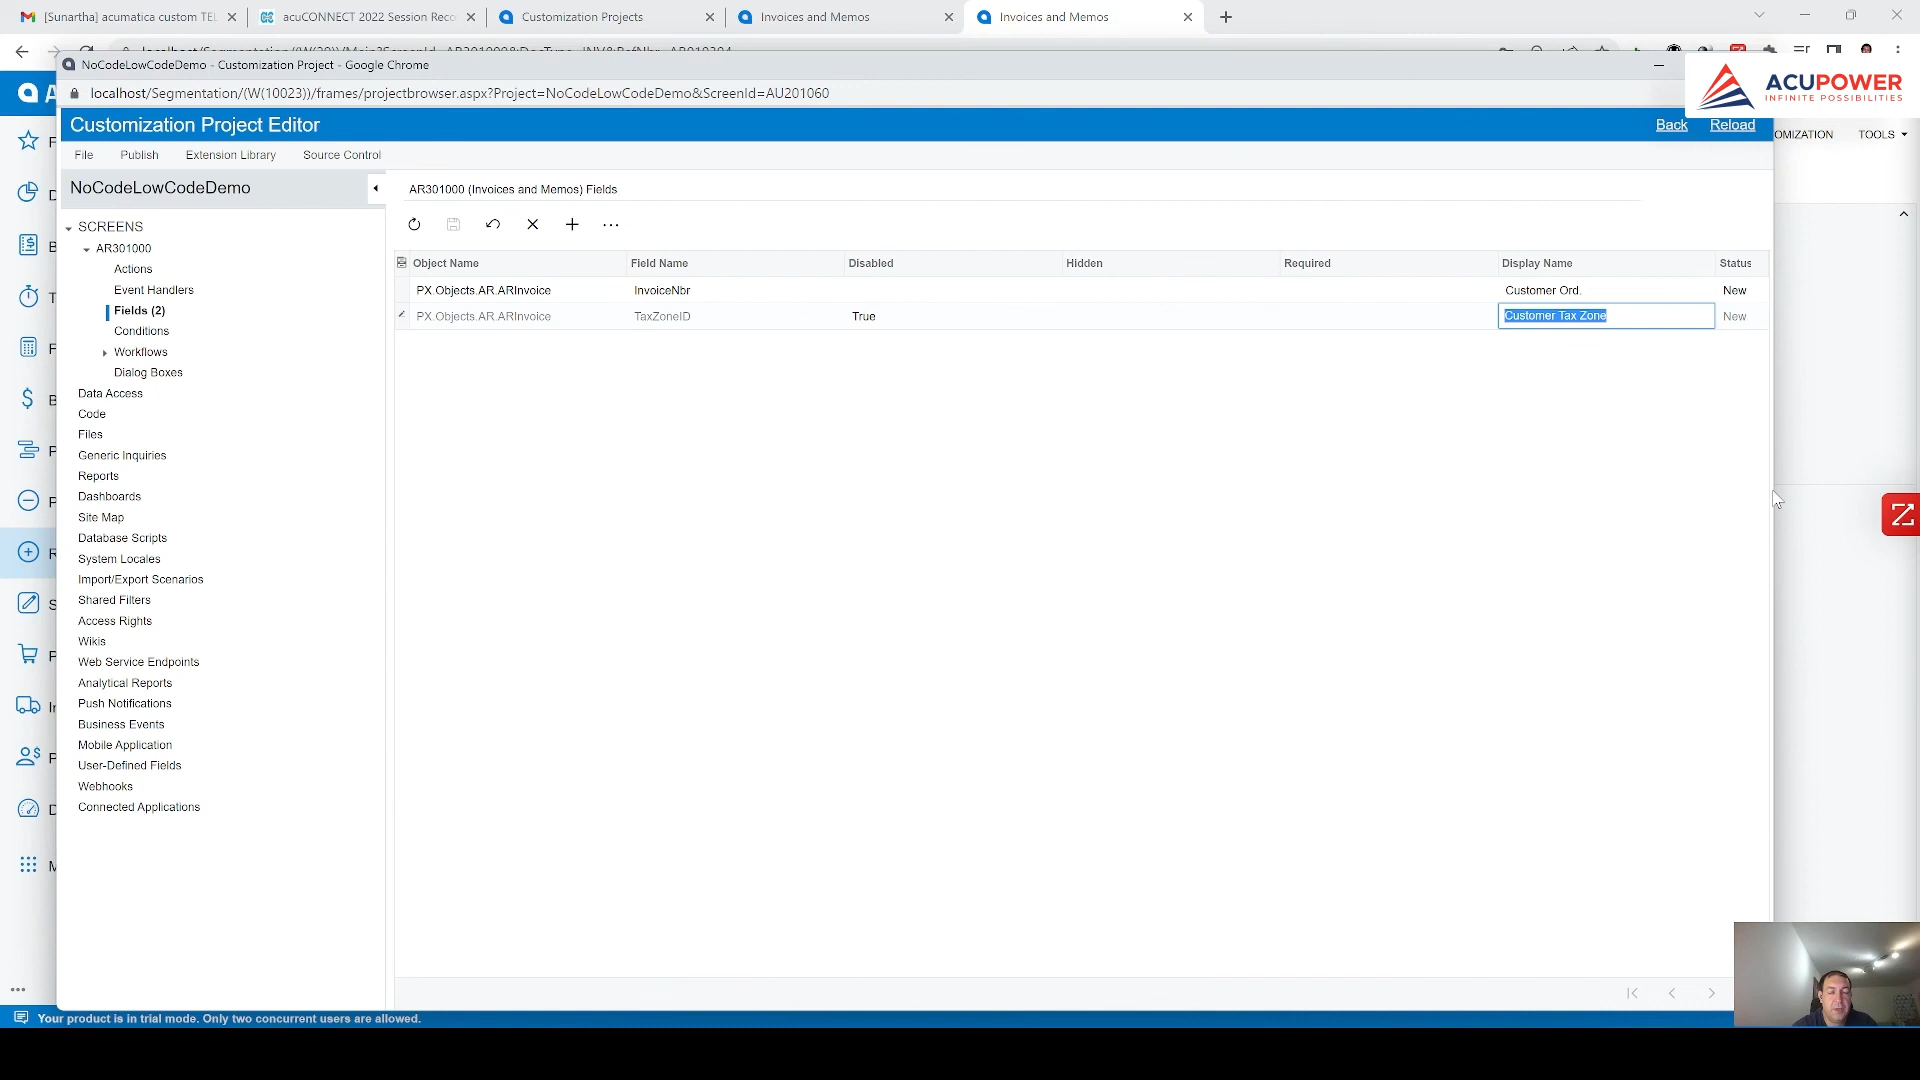 [Sunartha] acumatica custom TEL
acuCONNECT 2022 Session Reco
Customization Projects
Invoices and Memos
Invoices and Memos
NoCodeLowCodeDemo - Customization Project - Google Chrome
localhost/Segmentation/(W(10023))/frames/projectbrowser.aspx?Project=NoCodeLowCodeDemo&ScreenId=AU201060
ACUPOWER
INFINITE POSSIBILITIES
Customization Project Editor
Back
Reload
OMIZATION
TOOLS
File
Publish
Extension Library
Source Control
NoCodeLowCodeDemo
AR301000 (Invoices and Memos) Fields
SCREENS
AR301000
Actions
Event Handlers
Fields (2)
Conditions
Workflows
Dialog Boxes
Data Access
Code
Files
Generic Inquiries
Reports
Dashboards
Site Map
Database Scripts
System Locales
Import/Export Scenarios
Shared Filters
Access Rights
Wikis
Web Service Endpoints
Analytical Reports
Push Notifications
Business Events
Mobile Application
User-Defined Fields
Webhooks
Connected Applications
Object Name Field Name Disabled Hidden Required Display Name Status
PX.Objects.AR.ARInvoice InvoiceNbr Customer Ord. New
PX.Objects.AR.ARInvoice TaxZoneID True Customer Tax Zone New
Your product is in trial mode. Only two concurrent users are allowed.